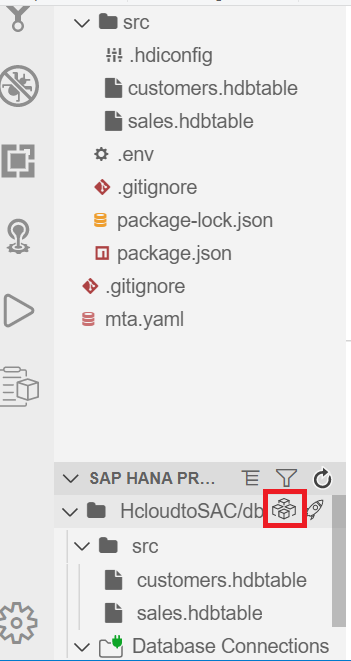 src
.hdiconfig
customers.hdbtable
sales.hdbtable
.env
.gitignore
package-lock.json
package.json
.gitignore
mta.yaml
SAP HANA PR...
HcloudtoSAC/db
src
customers.hdbtable
sales.hdbtable
Database Connections